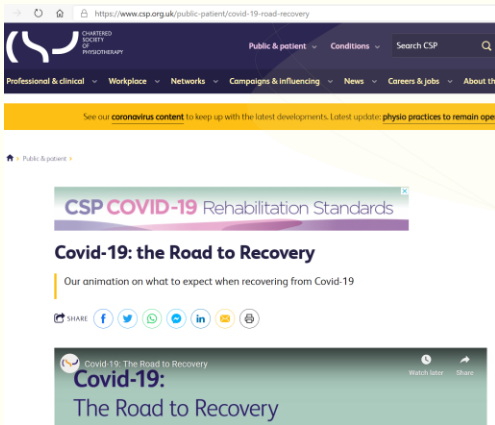 https://www.csp.org.uk/public-patient/covid-19-road-recovery
CHARTERED
SOCIETY
OF
PHYSIOTHERAPY
Public & patient Conditions Search CSP
Professional & clinical Workplace Networks Campaigns & influencing News Careers & jobs About th
See our coronavirus content to keep up with the latest developments. Latest update: physio practices to remain ope
Public & patient
CSP COVID-19 Rehabilitation Standards
Covid-19: the Road to Recovery
Our animation on what to expect when recovering from Covid-19
SHARE
Covid-19: The Road to Recovery
Watch later Share
Covid-19:
The Road to Recovery